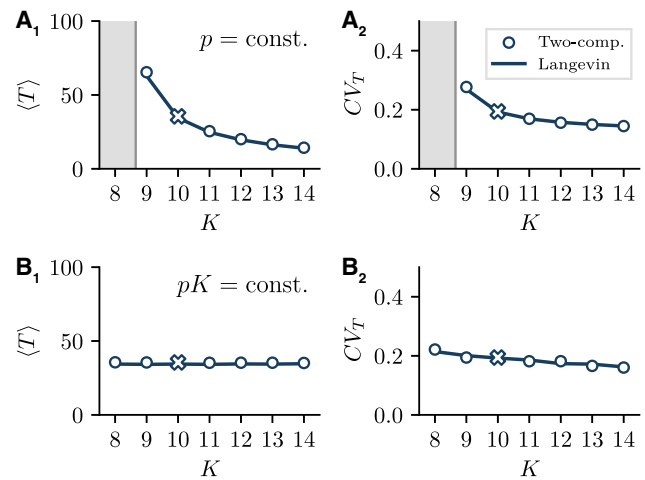 A1
⟨T⟩
100
50
0
p = const.
8 9 10 11 12 13 14
K
A2
CV_T
0.4
0.2
0.0
Two-comp.
Langevin
8 9 10 11 12 13 14
K
B1
⟨T⟩
100
50
0
pK = const.
8 9 10 11 12 13 14
K
B2
CV_T
0.4
0.2
0.0
8 9 10 11 12 13 14
K